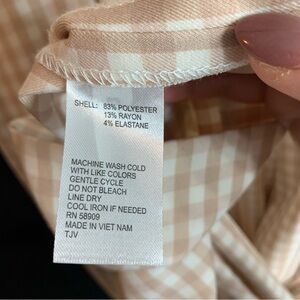 SHELL: 83% POLYESTER
13% RAYON
4% ELASTANE
MACHINE WASH COLD
WITH LIKE COLORS
GENTLE CYCLE
DO NOT BLEACH
LINE DRY
COOL IRON IF NEEDED
RN 58909
MADE IN VIET NAM
TJV